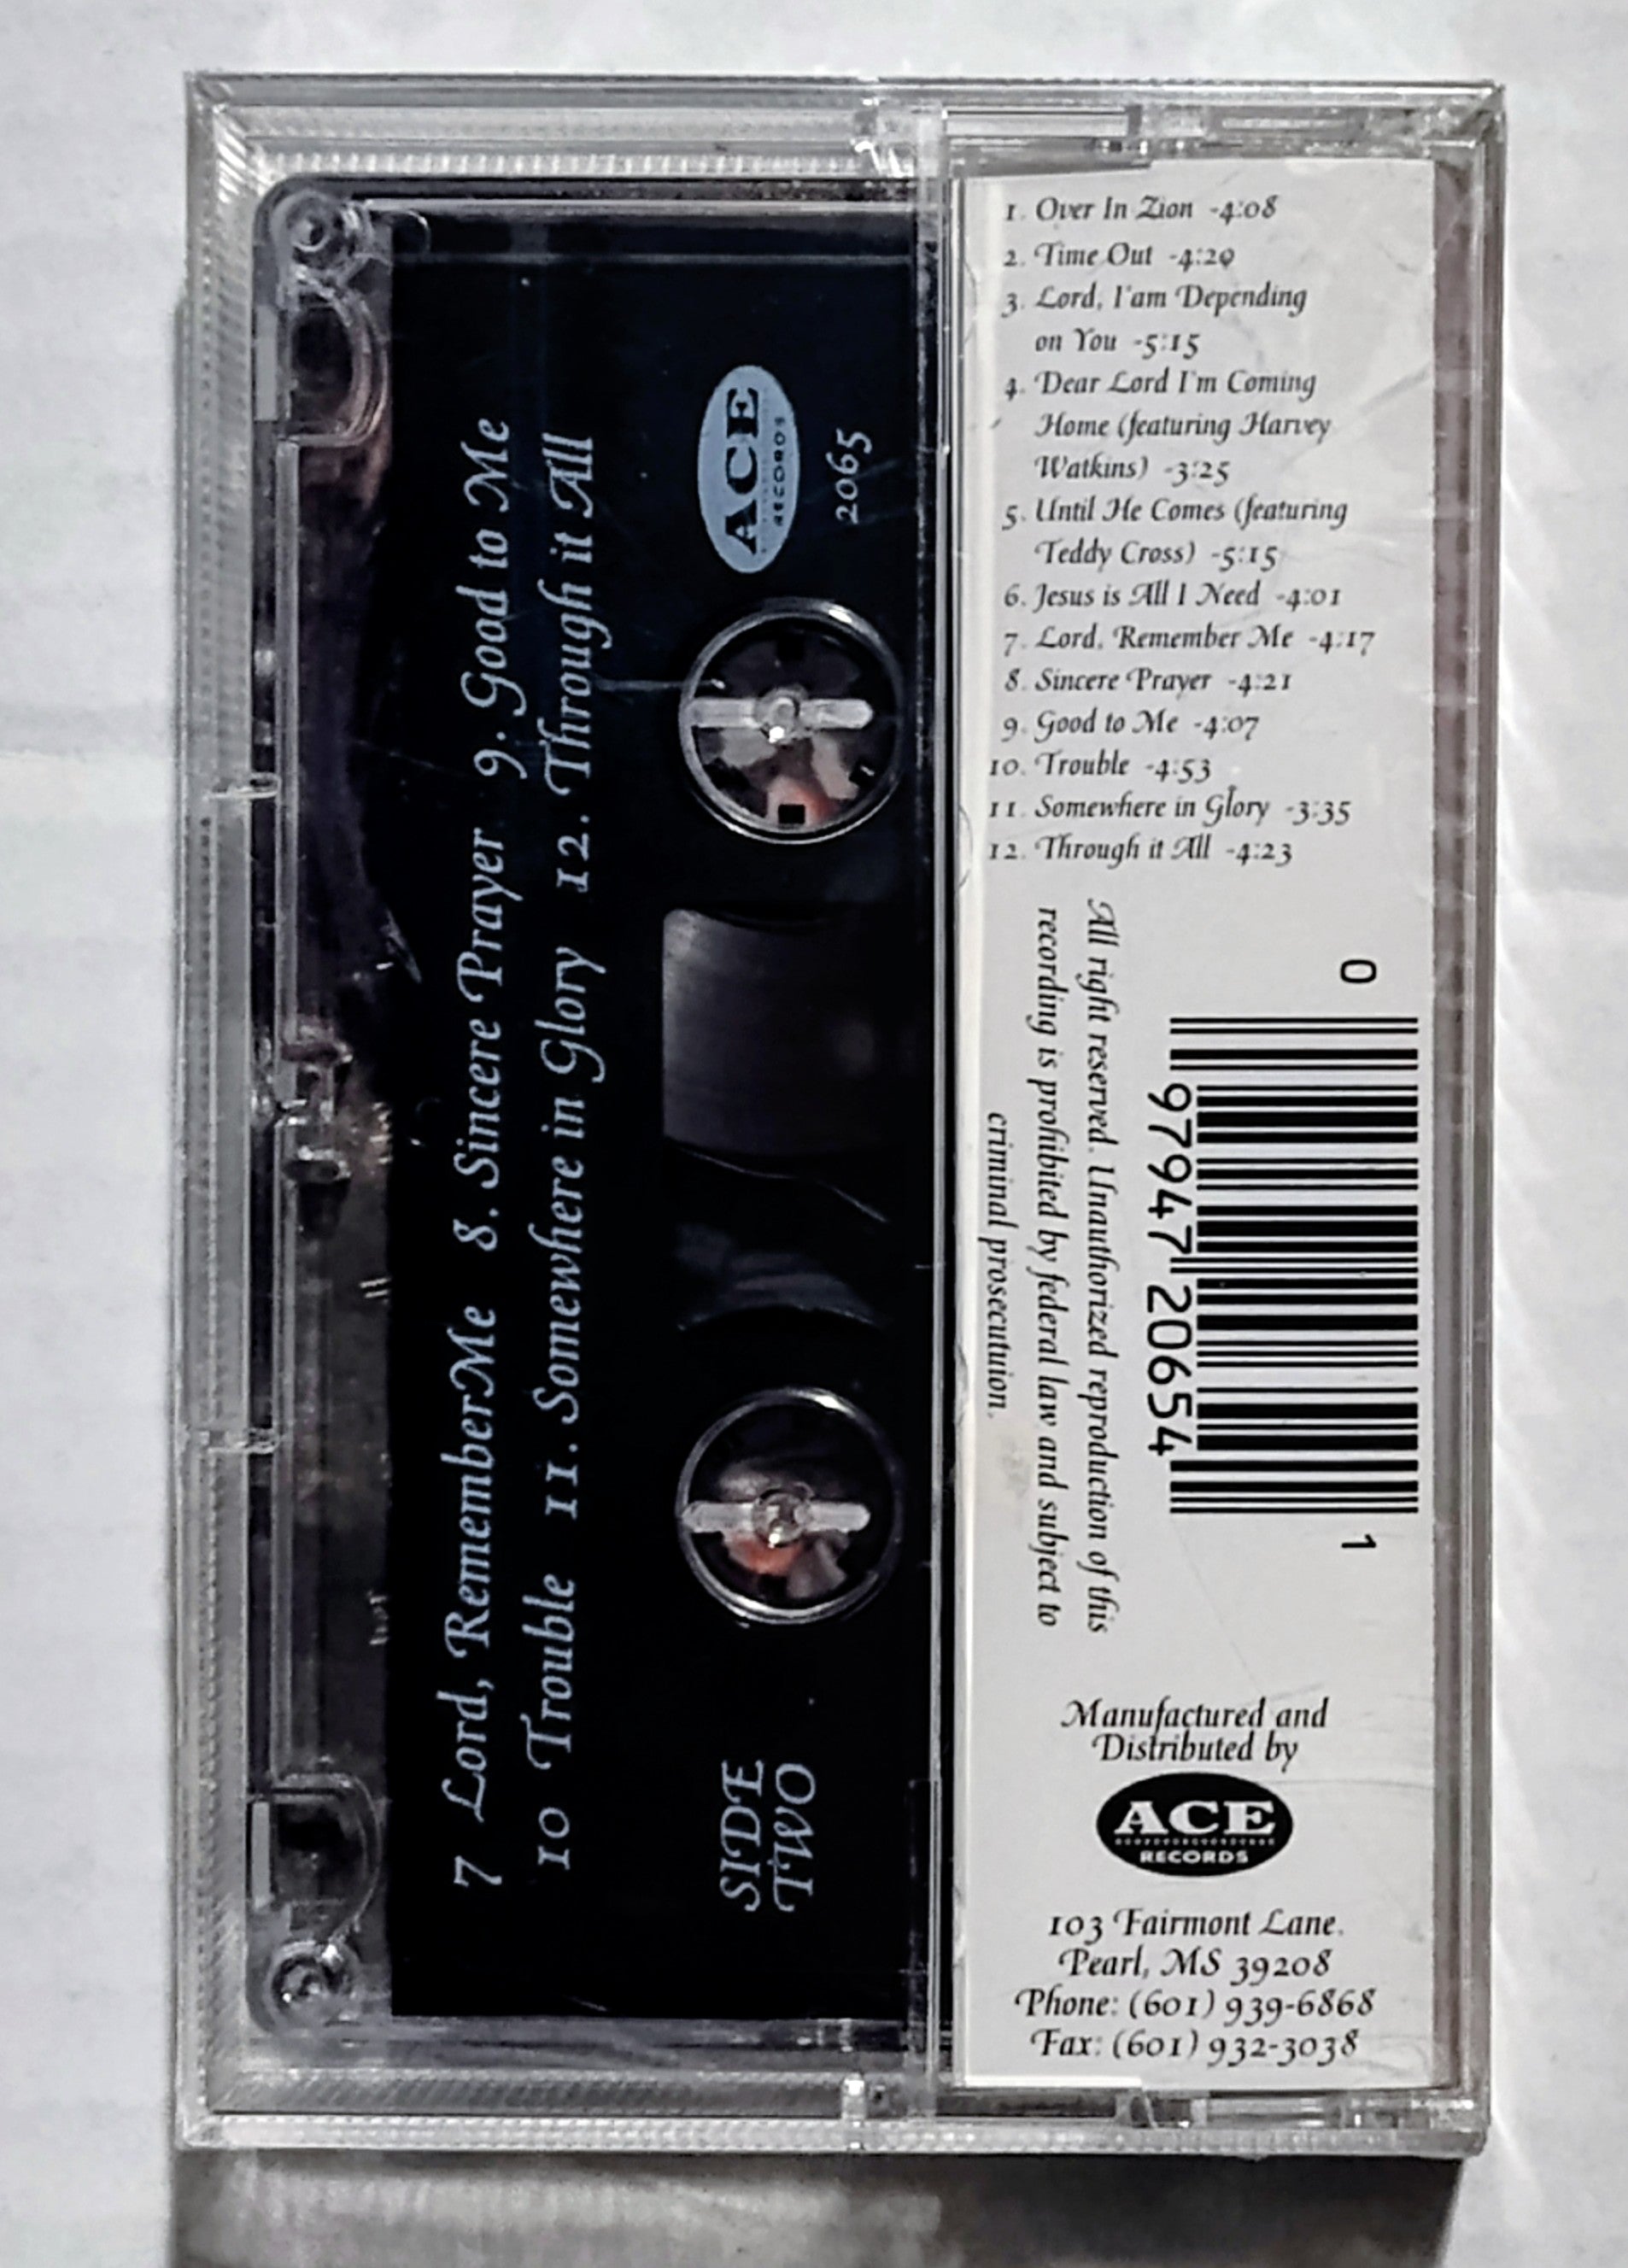 7 Lord, Remember Me 8. Sincere Prayer 9. Good to Me
10 Trouble 11. Somewhere in Glory 12. Through it All
ACE
RECORDS
2065
SIDE
TWO
1. Over In Zion -4:08
2. Time Out -4:29
3. Lord, I'am Depending
on You -5:15
4. Dear Lord I'm Coming
Home (featuring Harvey
Watkins) -3:25
5. Until He Comes (featuring
Teddy Cross) -5:15
6. Jesus is All I Need -4:01
7. Lord, Remember Me -4:17
8. Sincere Prayer -4:21
9. Good to Me -4:07
10. Trouble -4:53
11. Somewhere in Glory -3:35
12. Through it All -4:23
All right reserved. Unauthorized reproduction of this
recording is prohibited by federal law and subject to
criminal prosecutuion.
0 97947 20654 1
Manufactured and
Distributed by
ACE
RECORDS
103 Fairmont Lane.
Pearl, MS 39208
Phone: (601) 939-6868
Fax: (601) 932-3038